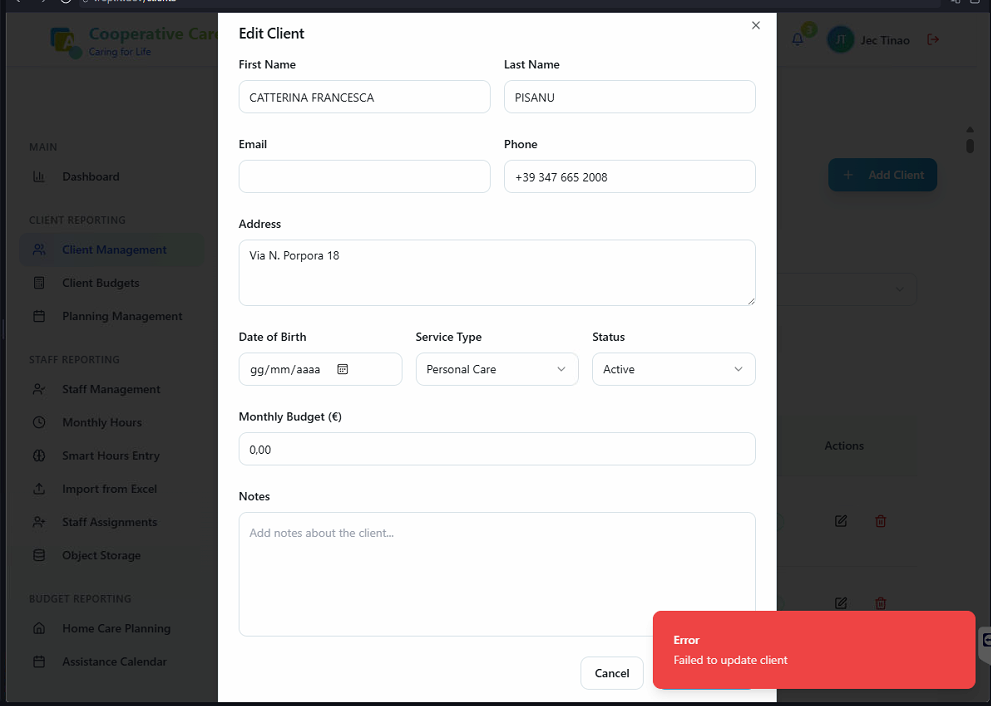 Edit Client
Cooperative Care
Caring for Life
3
JT
Jec Tinao
First Name
Last Name
CATTERINA FRANCESCA
PISANU
MAIN
Email
Phone
Dashboard
+39 347 665 2008
+ Add Client
CLIENT REPORTING
Address
Client Management
Via N. Porpora 18
Client Budgets
Planning Management
Date of Birth
Service Type
Status
STAFF REPORTING
gg/mm/aaaa
Personal Care
Active
Staff Management
Monthly Hours
Monthly Budget (€)
0,00
Smart Hours Entry
Actions
Import from Excel
Notes
Staff Assignments
Add notes about the client...
Object Storage
BUDGET REPORTING
Home Care Planning
Assistance Calendar
Cancel
Error
Failed to update client